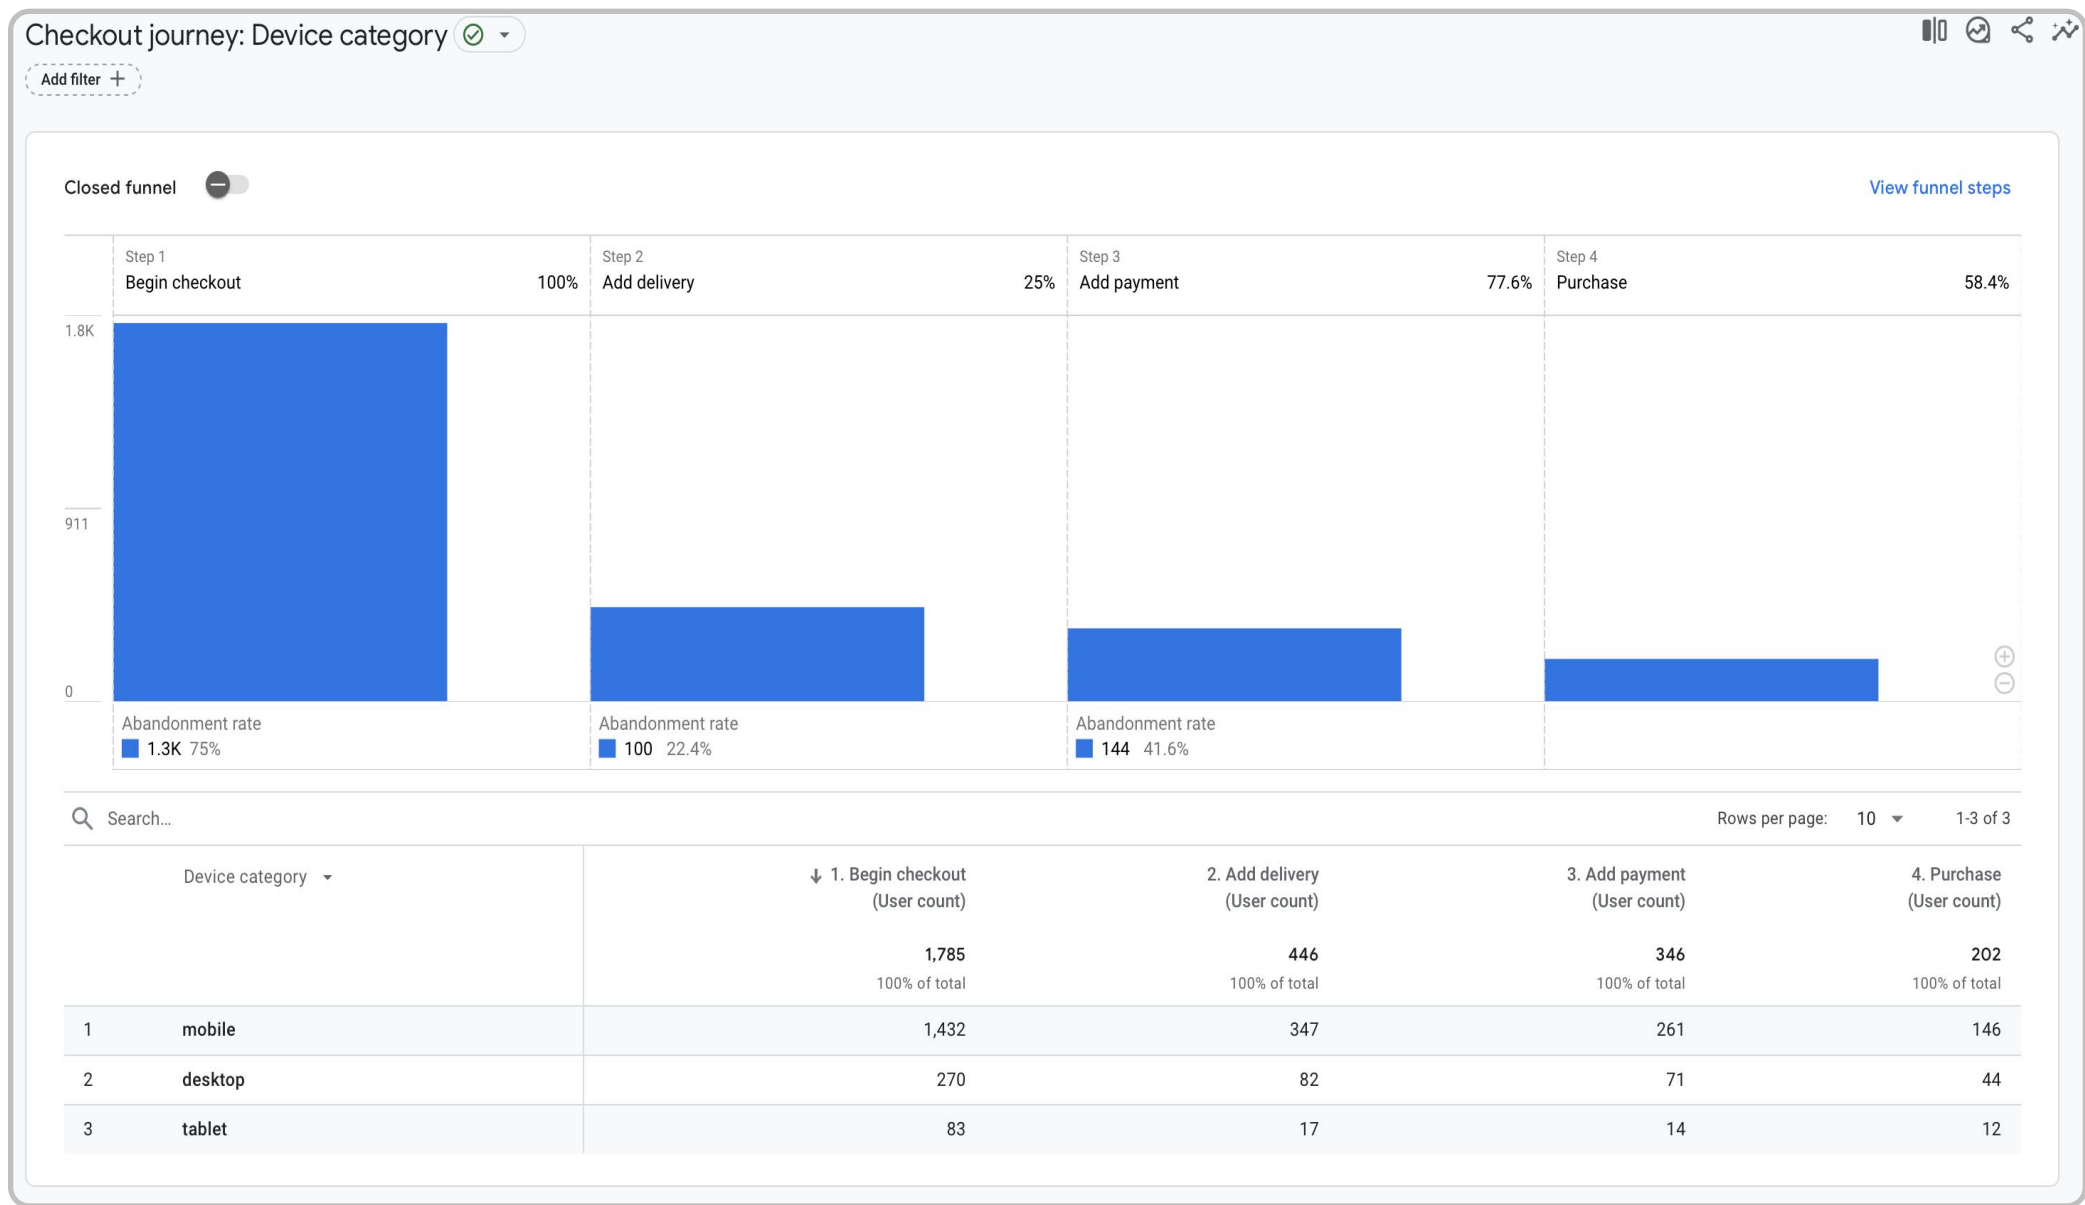 Checkout journey: Device category
Add filter +
Closed funnel
View funnel steps
Step 1
Begin checkout 100%
Step 2
Add delivery 25%
Step 3
Add payment 77.6%
Step 4
Purchase 58.4%
1.8K
911
0
Abandonment rate
1.3K 75%
Abandonment rate
100 22.4%
Abandonment rate
144 41.6%
Search...
Rows per page: 10 1-3 of 3
Device category
1. Begin checkout
(User count)
2. Add delivery
(User count)
3. Add payment
(User count)
4. Purchase
(User count)
1,785 446 346 202
100% of total 100% of total 100% of total 100% of total
1 mobile 1,432 347 261 146
2 desktop 270 82 71 44
3 tablet 83 17 14 12